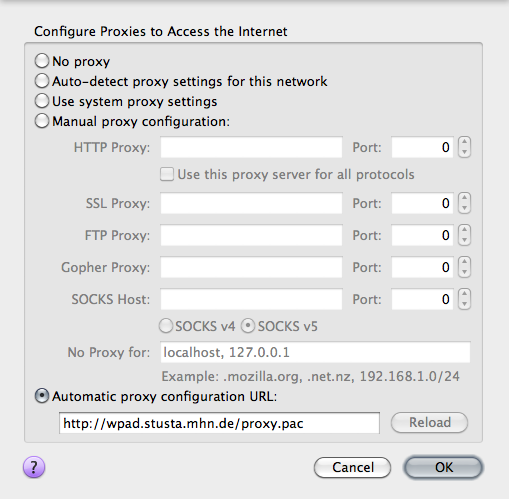 Configure Proxies to Access the Internet
No proxy
Auto-detect proxy settings for this network
Use system proxy settings
Manual proxy configuration:
HTTP Proxy: Port: 0
Use this proxy server for all protocols
SSL Proxy: Port: 0
FTP Proxy: Port: 0
Gopher Proxy: Port: 0
SOCKS Host: Port: 0
SOCKS v4 SOCKS v5
No Proxy for: localhost, 127.0.0.1
Example: .mozilla.org, .net.nz, 192.168.1.0/24
Automatic proxy configuration URL:
http://wpad.stusta.mhn.de/proxy.pac Reload
? Cancel OK